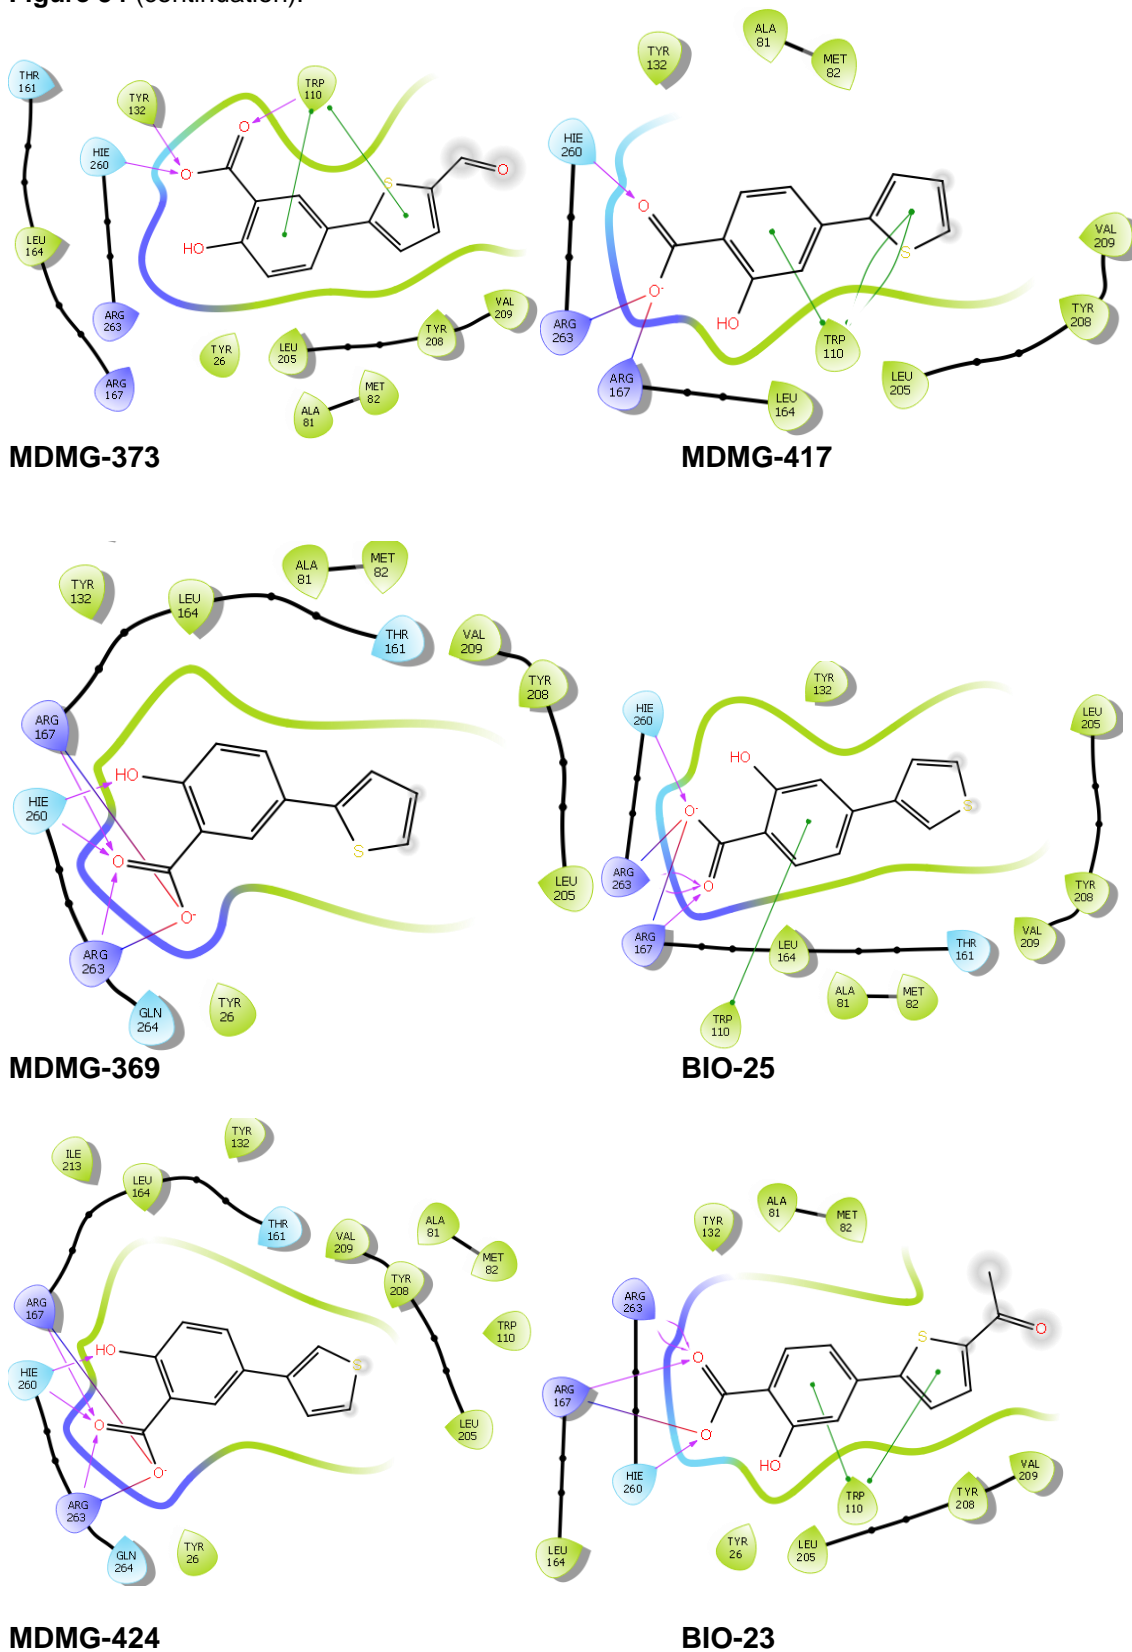 Figure 34 (continuation).
THR
161
TYR
132
TRP
110
HIE
260
LEU
164
ARG
263
ARG
167
TYR
26
LEU
205
TYR
208
VAL
209
ALA
81
MET
82
O
O-
HO
S
O
MDMG-373
TYR
132
ALA
81
MET
82
HIE
260
ARG
263
ARG
167
LEU
164
TRP
110
LEU
205
TYR
208
VAL
209
O
O-
HO
S
MDMG-417
TYR
132
LEU
164
ALA
81
MET
82
THR
161
VAL
209
TYR
208
LEU
205
ARG
167
HIE
260
ARG
263
GLN
264
TYR
26
HO
O
O-
S
MDMG-369
HIE
260
TYR
132
LEU
205
ARG
263
ARG
167
LEU
164
THR
161
TYR
208
VAL
209
ALA
81
MET
82
TRP
110
HO
O-
O
S
BIO-25
ILE
213
TYR
132
LEU
164
THR
161
VAL
209
TYR
208
ALA
81
MET
82
TRP
110
LEU
205
ARG
167
HIE
260
ARG
263
GLN
264
TYR
26
HO
O
O-
S
MDMG-424
TYR
132
ALA
81
MET
82
ARG
263
ARG
167
HIE
260
LEU
164
TYR
26
LEU
205
TRP
110
TYR
208
VAL
209
O
O-
HO
S
O
BIO-23